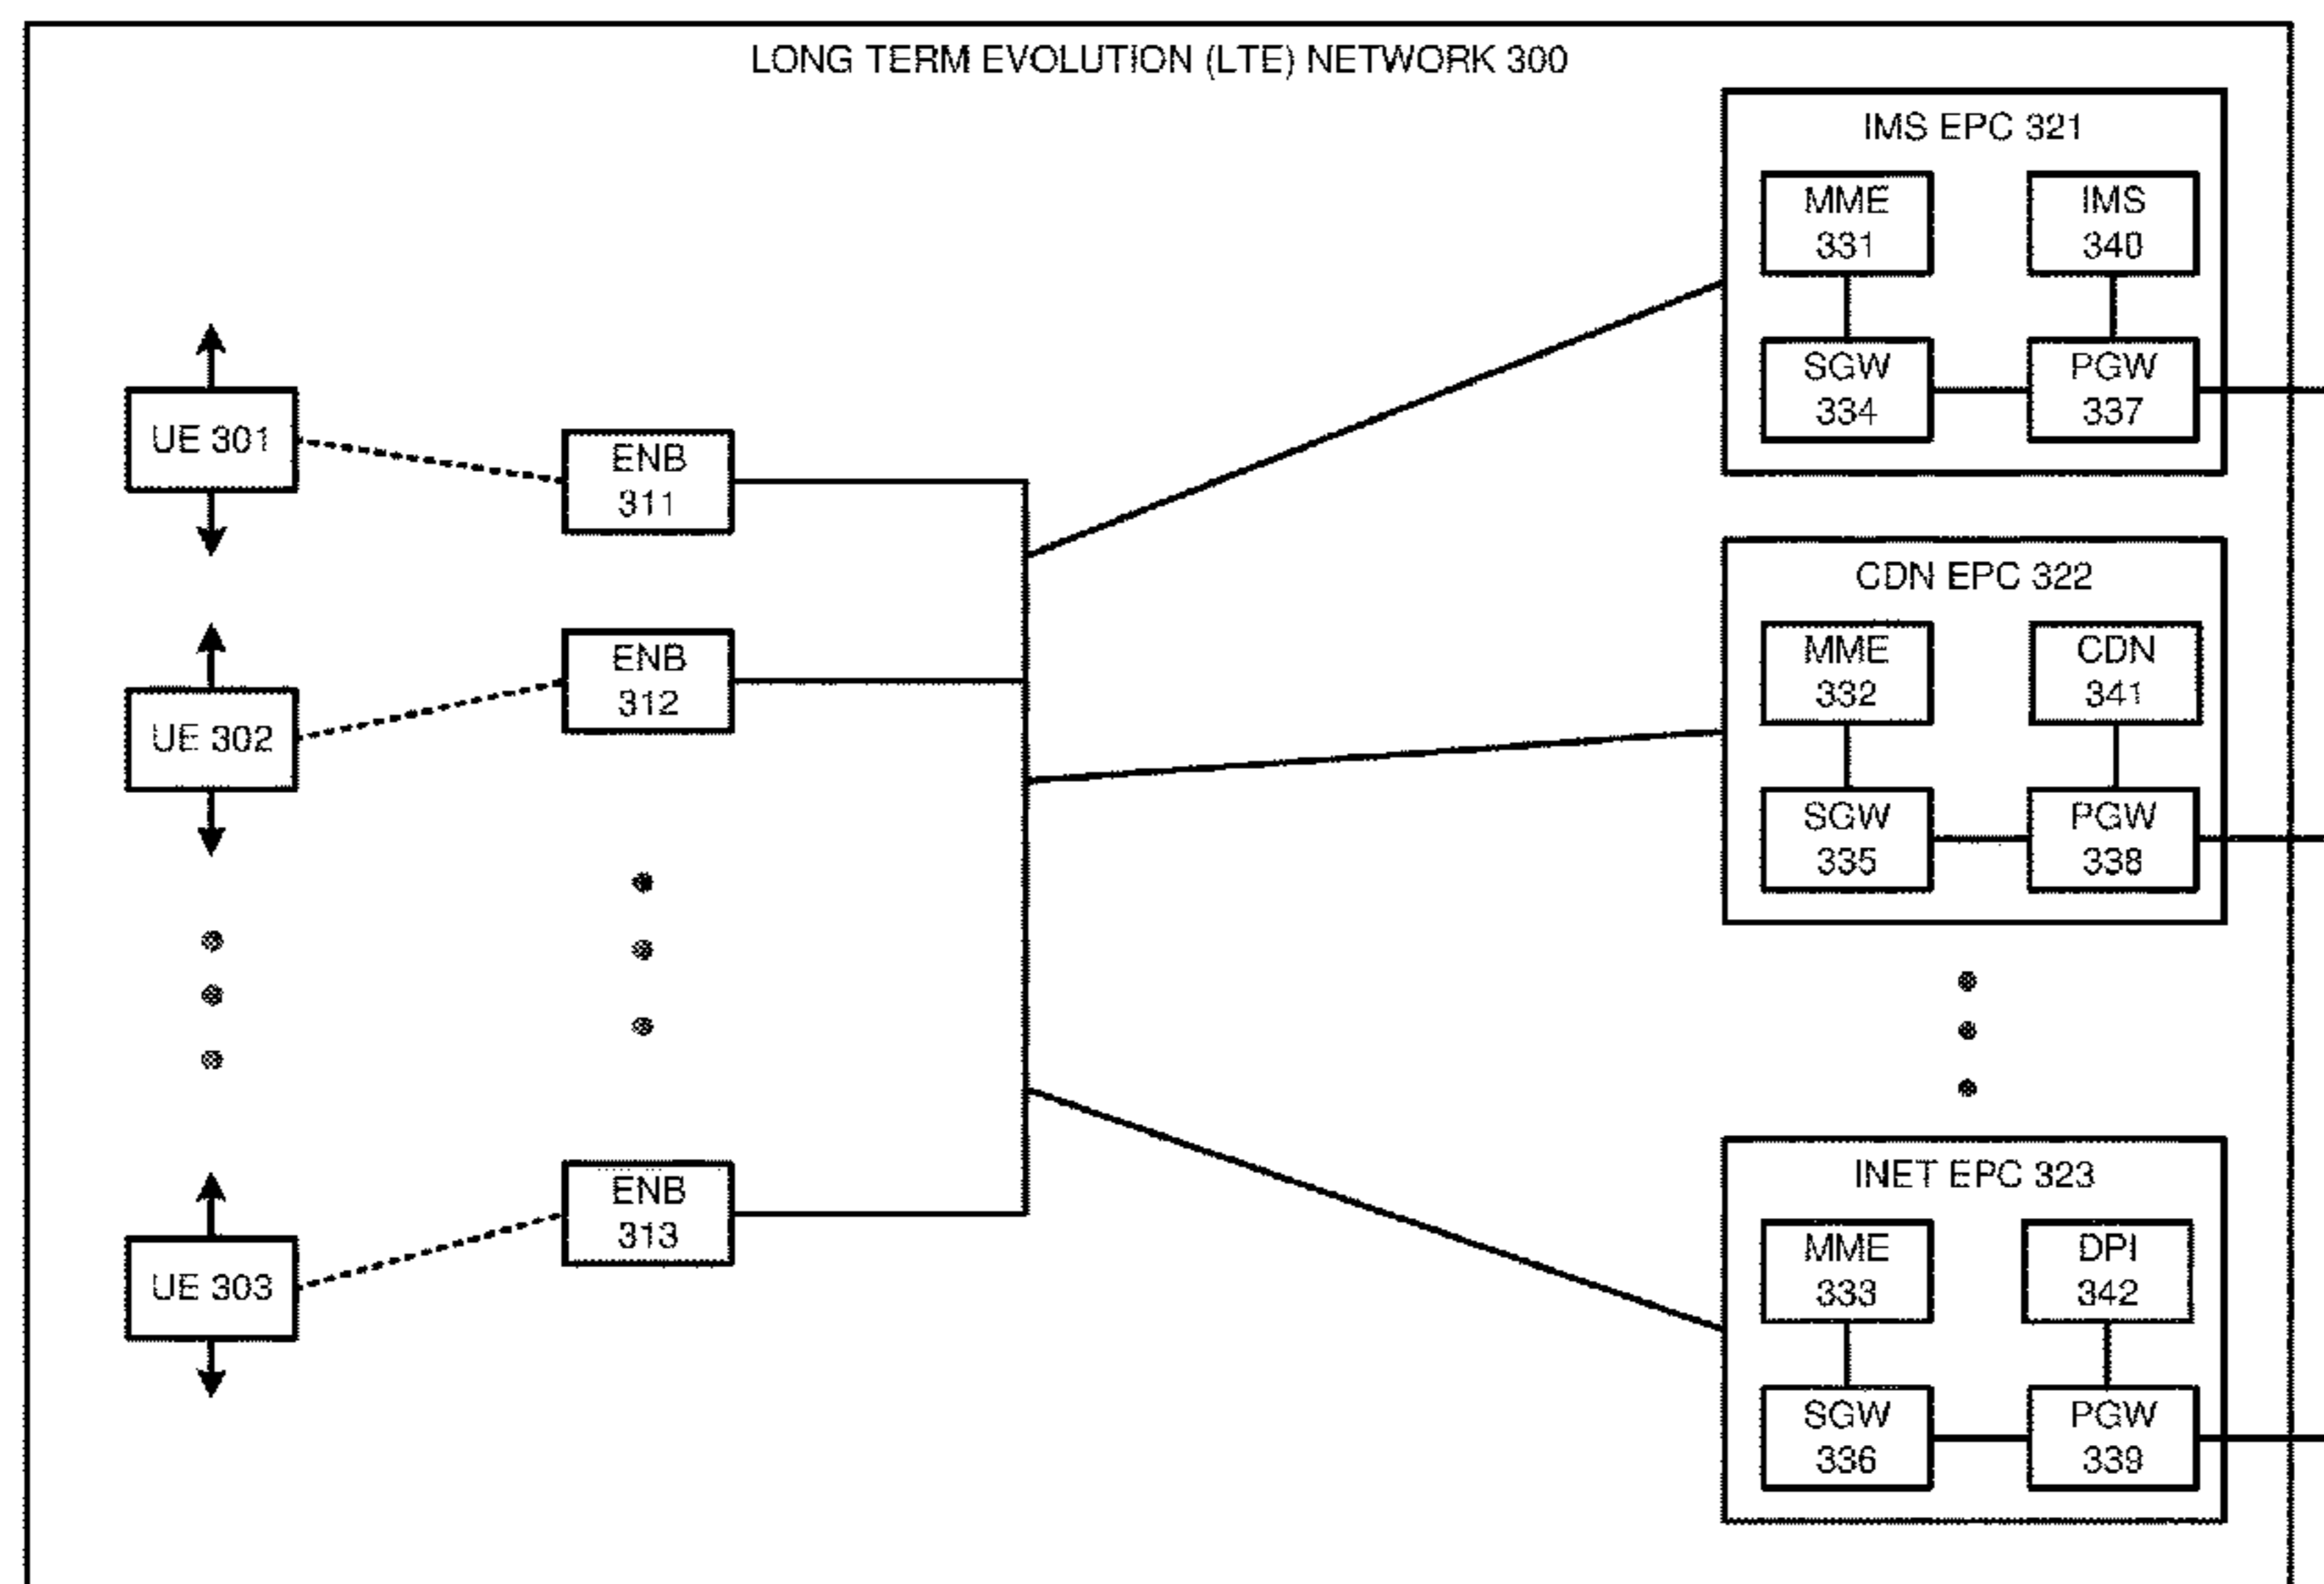 LONG TERM EVOLUTION (LTE) NETWORK 300
UE 301
UE 302
UE 303
ENB
311
ENB
312
ENB
313
IMS EPC 321
MME
331
IMS
340
SGW
334
PGW
337
CDN EPC 322
MME
332
CDN
341
SGW
335
PGW
338
INET EPC 323
MME
333
DPI
342
SGW
336
PGW
339